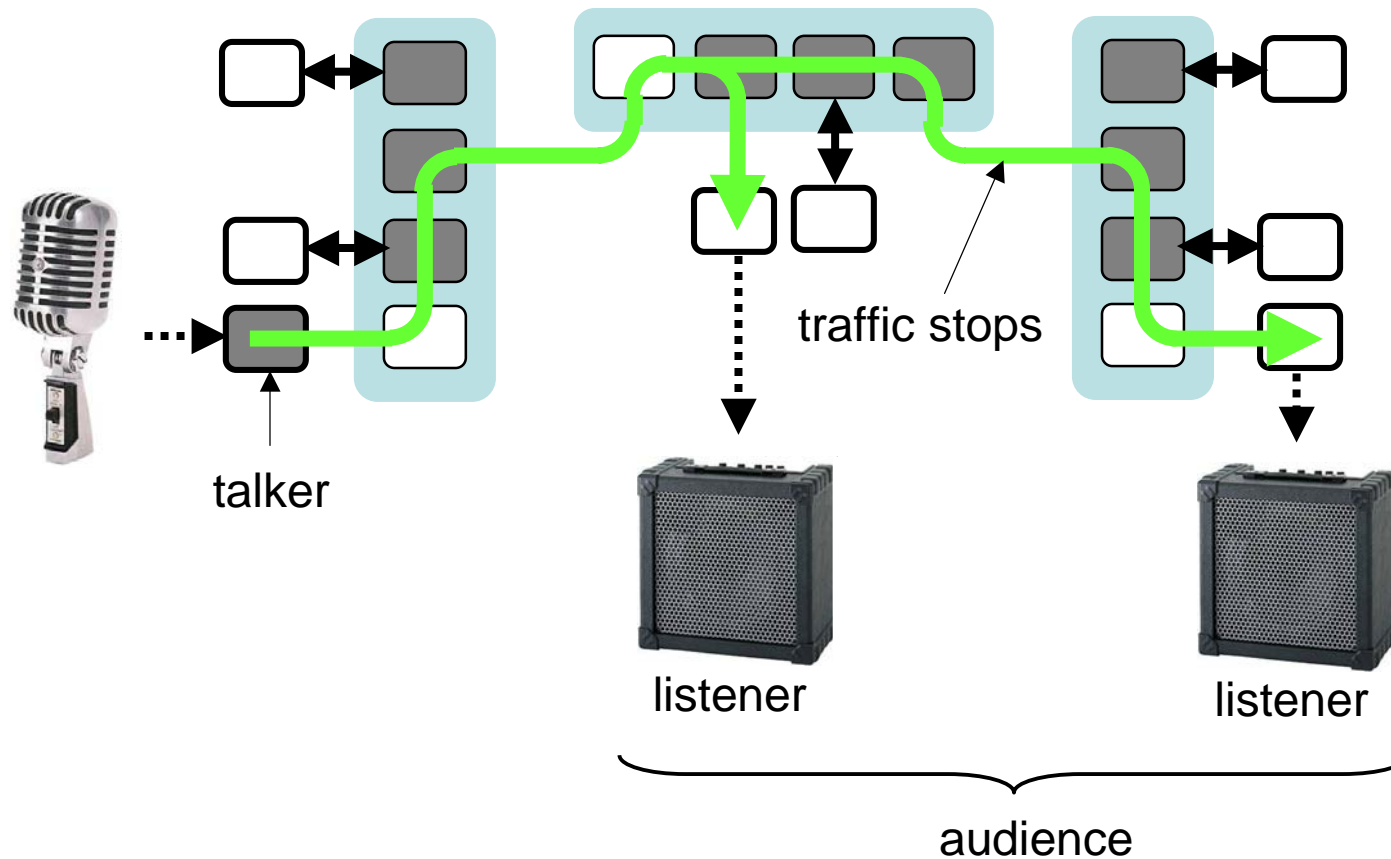 traffic stops
talker
listener
listener
audience